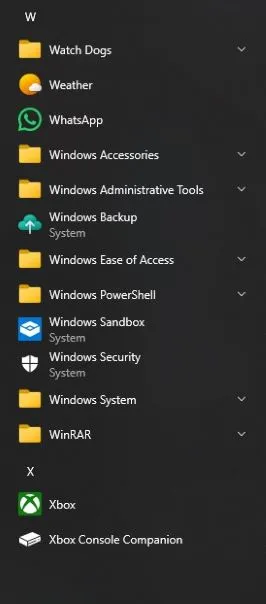 W
Watch Dogs
Weather
WhatsApp
Windows Accessories
Windows Administrative Tools
Windows Backup
System
Windows Ease of Access
Windows PowerShell
Windows Sandbox
System
Windows Security
System
Windows System
WinRAR
X
Xbox
Xbox Console Companion